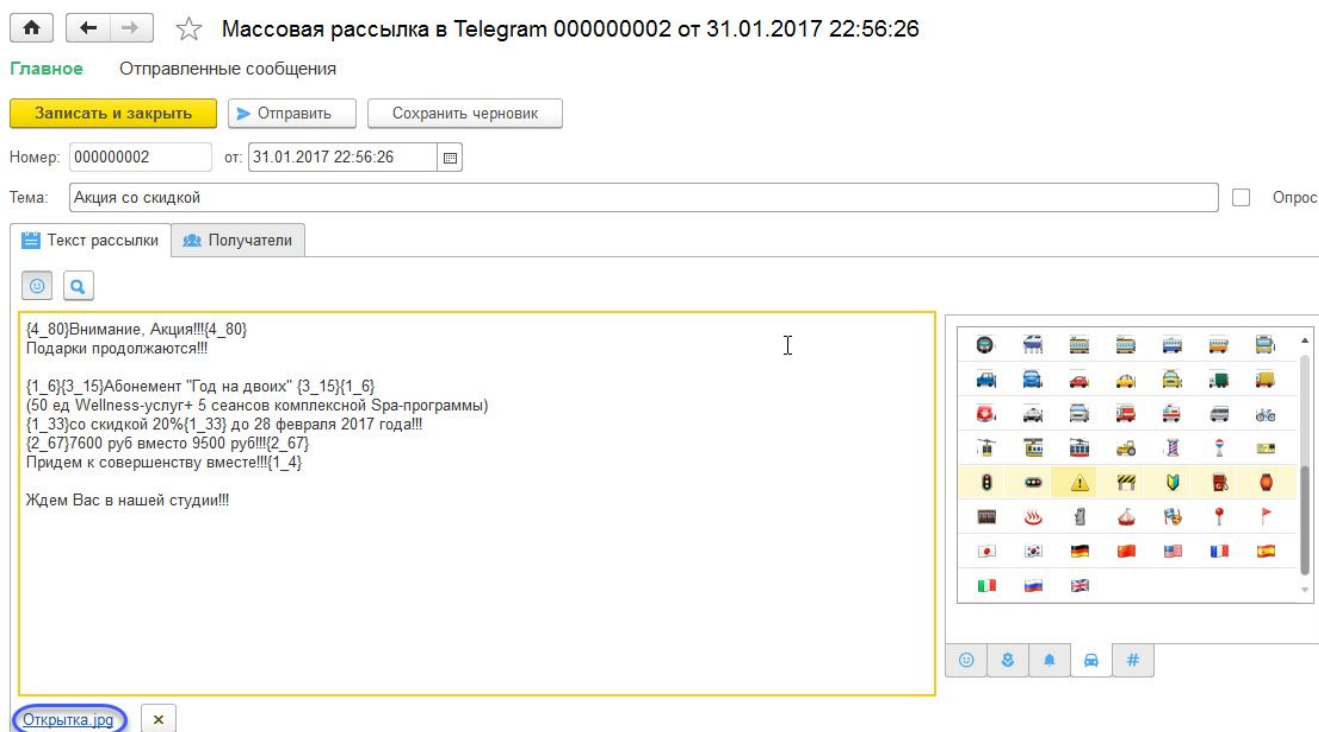 Массовая рассылка в Telegram 000000002 от 31.01.2017 22:56:26
Главное Отправленные сообщения
Записать и закрыть Отправить Сохранить черновик
Номер: 000000002 от: 31.01.2017 22:56:26
Тема: Акция со скидкой Опрос
Текст рассылки Получатели
{4_80}Внимание, Акция!!!{4_80}
Подарки продолжаются!!!
{1_6}{3_15}Абонемент "Год на двоих" {3_15}{1_6}
(50 ед Wellness-услуг+ 5 сеансов комплексной Spa-программы)
{1_33}со скидкой 20%{1_33} до 28 февраля 2017 года!!!
{2_67}7600 руб вместо 9500 руб!!!{2_67}
Придем к совершенству вместе!!!{1_4}
Ждем Вас в нашей студии!!!
#
Открытка.jpg